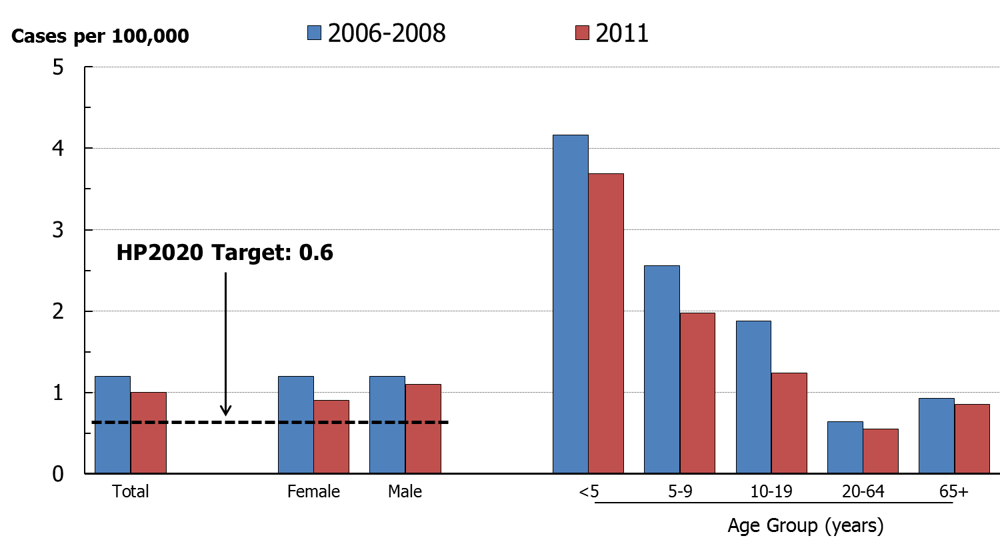 Cases per 100,000
2006-2008
2011
5
4
3
2
1
0
HP2020 Target: 0.6
Total
Female
Male
<5
5-9
10-19
20-64
65+
Age Group (years)